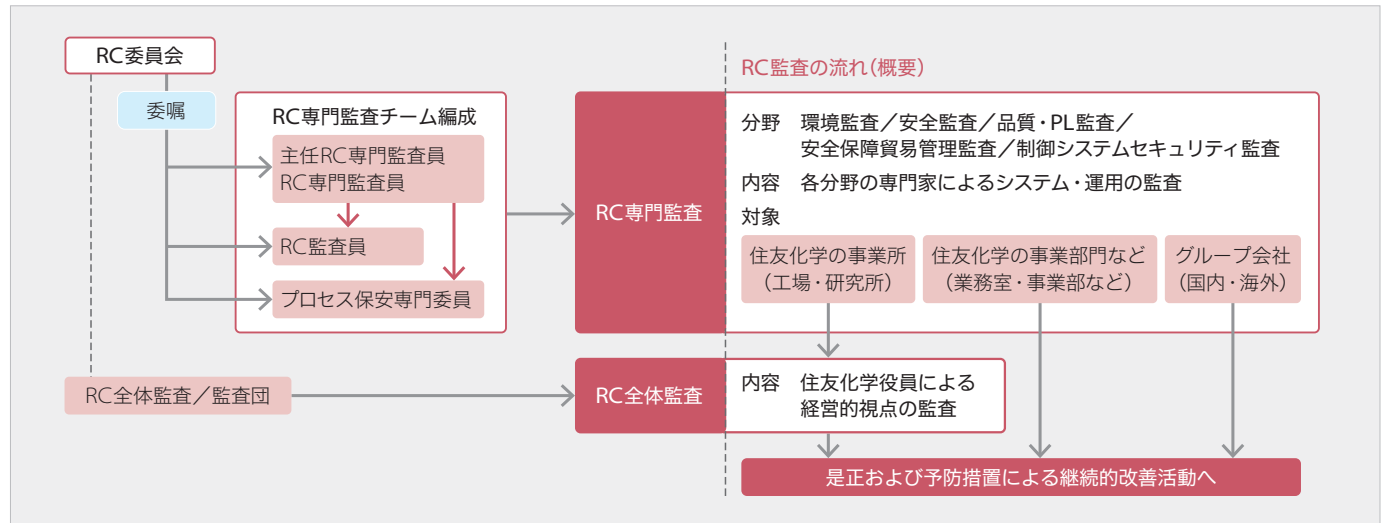 RC委員会
委嘱
RC専門監査チーム編成
主任RC専門監査員
RC専門監査員
RC監査員
プロセス保安専門委員
RC全体監査／監査団
RC監査の流れ（概要）
RC専門監査
分野　環境監査／安全監査／品質・PL監査／
安全保障貿易管理監査／制御システムセキュリティ監査
内容　各分野の専門家によるシステム・運用の監査
対象
住友化学の事業所
（工場・研究所）
住友化学の事業部門など
（業務室・事業部など）
グループ会社
（国内・海外）
RC全体監査
内容　住友化学役員による
経営的視点の監査
是正および予防措置による継続的改善活動へ